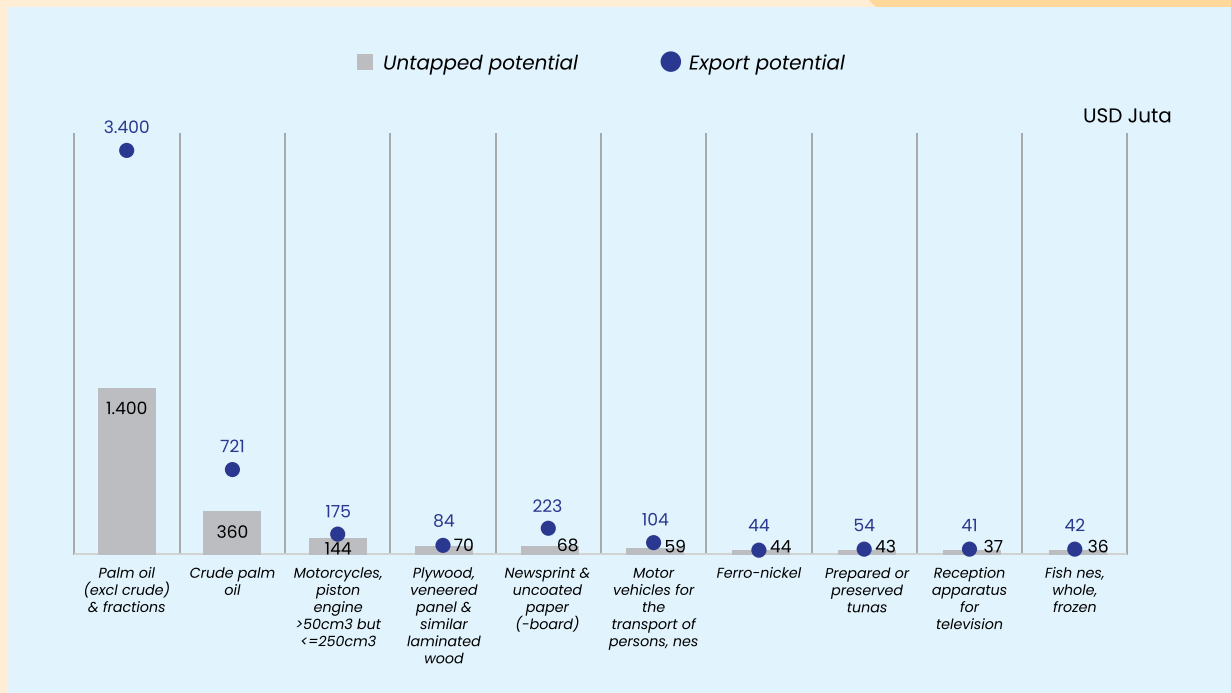 Untapped potential
Export potential
USD Juta
3.400
1.400
721
360
175
144
84
70
223
68
104
59
44
44
54
43
41
37
42
36
Palm oil
(excl crude)
& fractions
Crude palm
oil
Motorcycles,
piston
engine
>50cm3 but
<=250cm3
Plywood,
veneered
panel &
similar
laminated
wood
Newsprint &
uncoated
paper
(-board)
Motor
vehicles for
the
transport of
persons, nes
Ferro-nickel
Prepared or
preserved
tunas
Reception
apparatus
for
television
Fish nes,
whole,
frozen